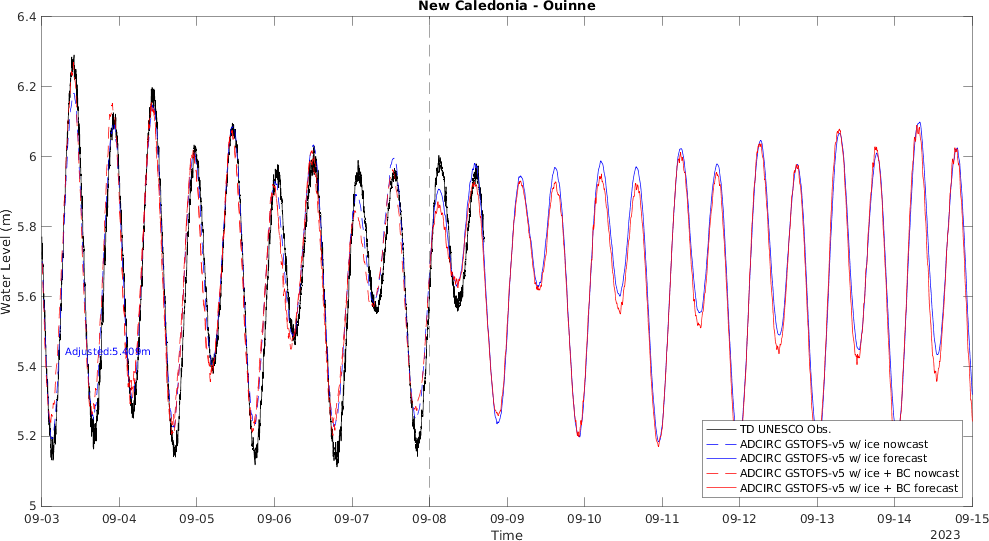 New Caledonia - Ouinne
6.4
6.2
6
5.8
5.6
5.4
5.2
5
Water Level (m)
Adjusted:5.409m
TD UNESCO Obs.
ADCIRC GSTOFS-v5 w/ ice nowcast
ADCIRC GSTOFS-v5 w/ ice forecast
ADCIRC GSTOFS-v5 w/ ice + BC nowcast
ADCIRC GSTOFS-v5 w/ ice + BC forecast
09-03 09-04 09-05 09-06 09-07 09-08 09-09 09-10 09-11 09-12 09-13 09-14 09-15
Time
2023